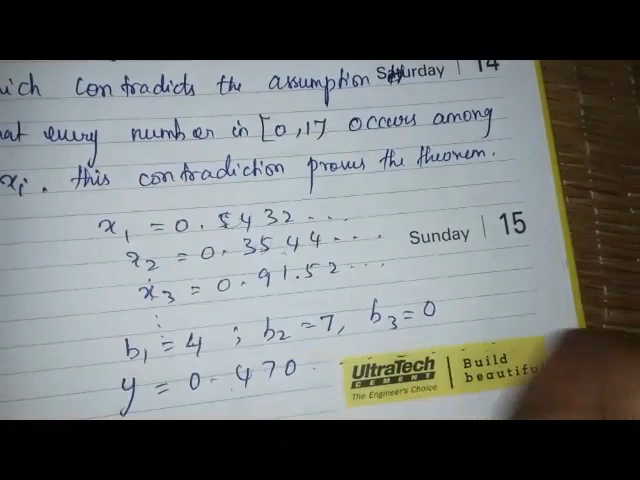 ich contradicts the assumption
Saturday | 14
at every number in [0,1] occurs among
xi. this contradiction proves the theorem.
x1 = 0.5432...
Sunday | 15
x2 = 0.3544...
x3 = 0.91.52...
⋮
b1 = 4 ; b2 = 7, b3 = 0
y = 0.470.
UltraTech
CEMENT
The Engineer's Choice
Build
beautiful